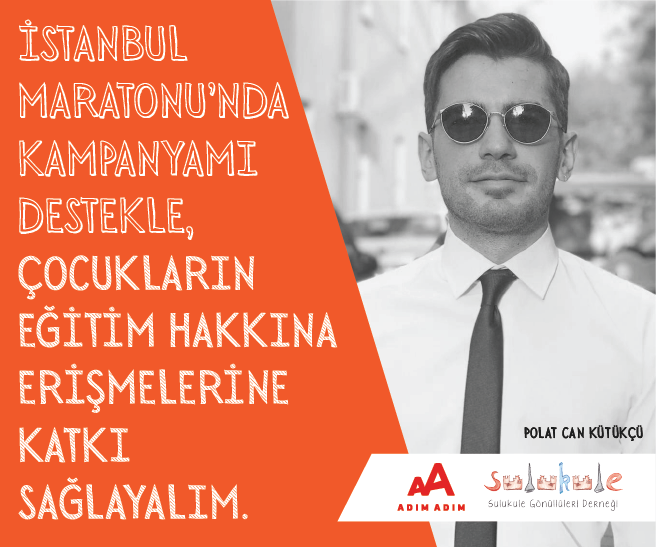 İSTANBUL
MARATONU'NDA
KAMPANYAMI
DESTEKLE,
ÇOCUKLARIN
EĞİTİM HAKKINA
ERİŞMELERİNE
KATKI
SAĞLAYALIM.
POLAT CAN KÜTÜKÇÜ
AA
ADIM ADIM
Sulukule
Sulukule Gönüllüleri Derneği